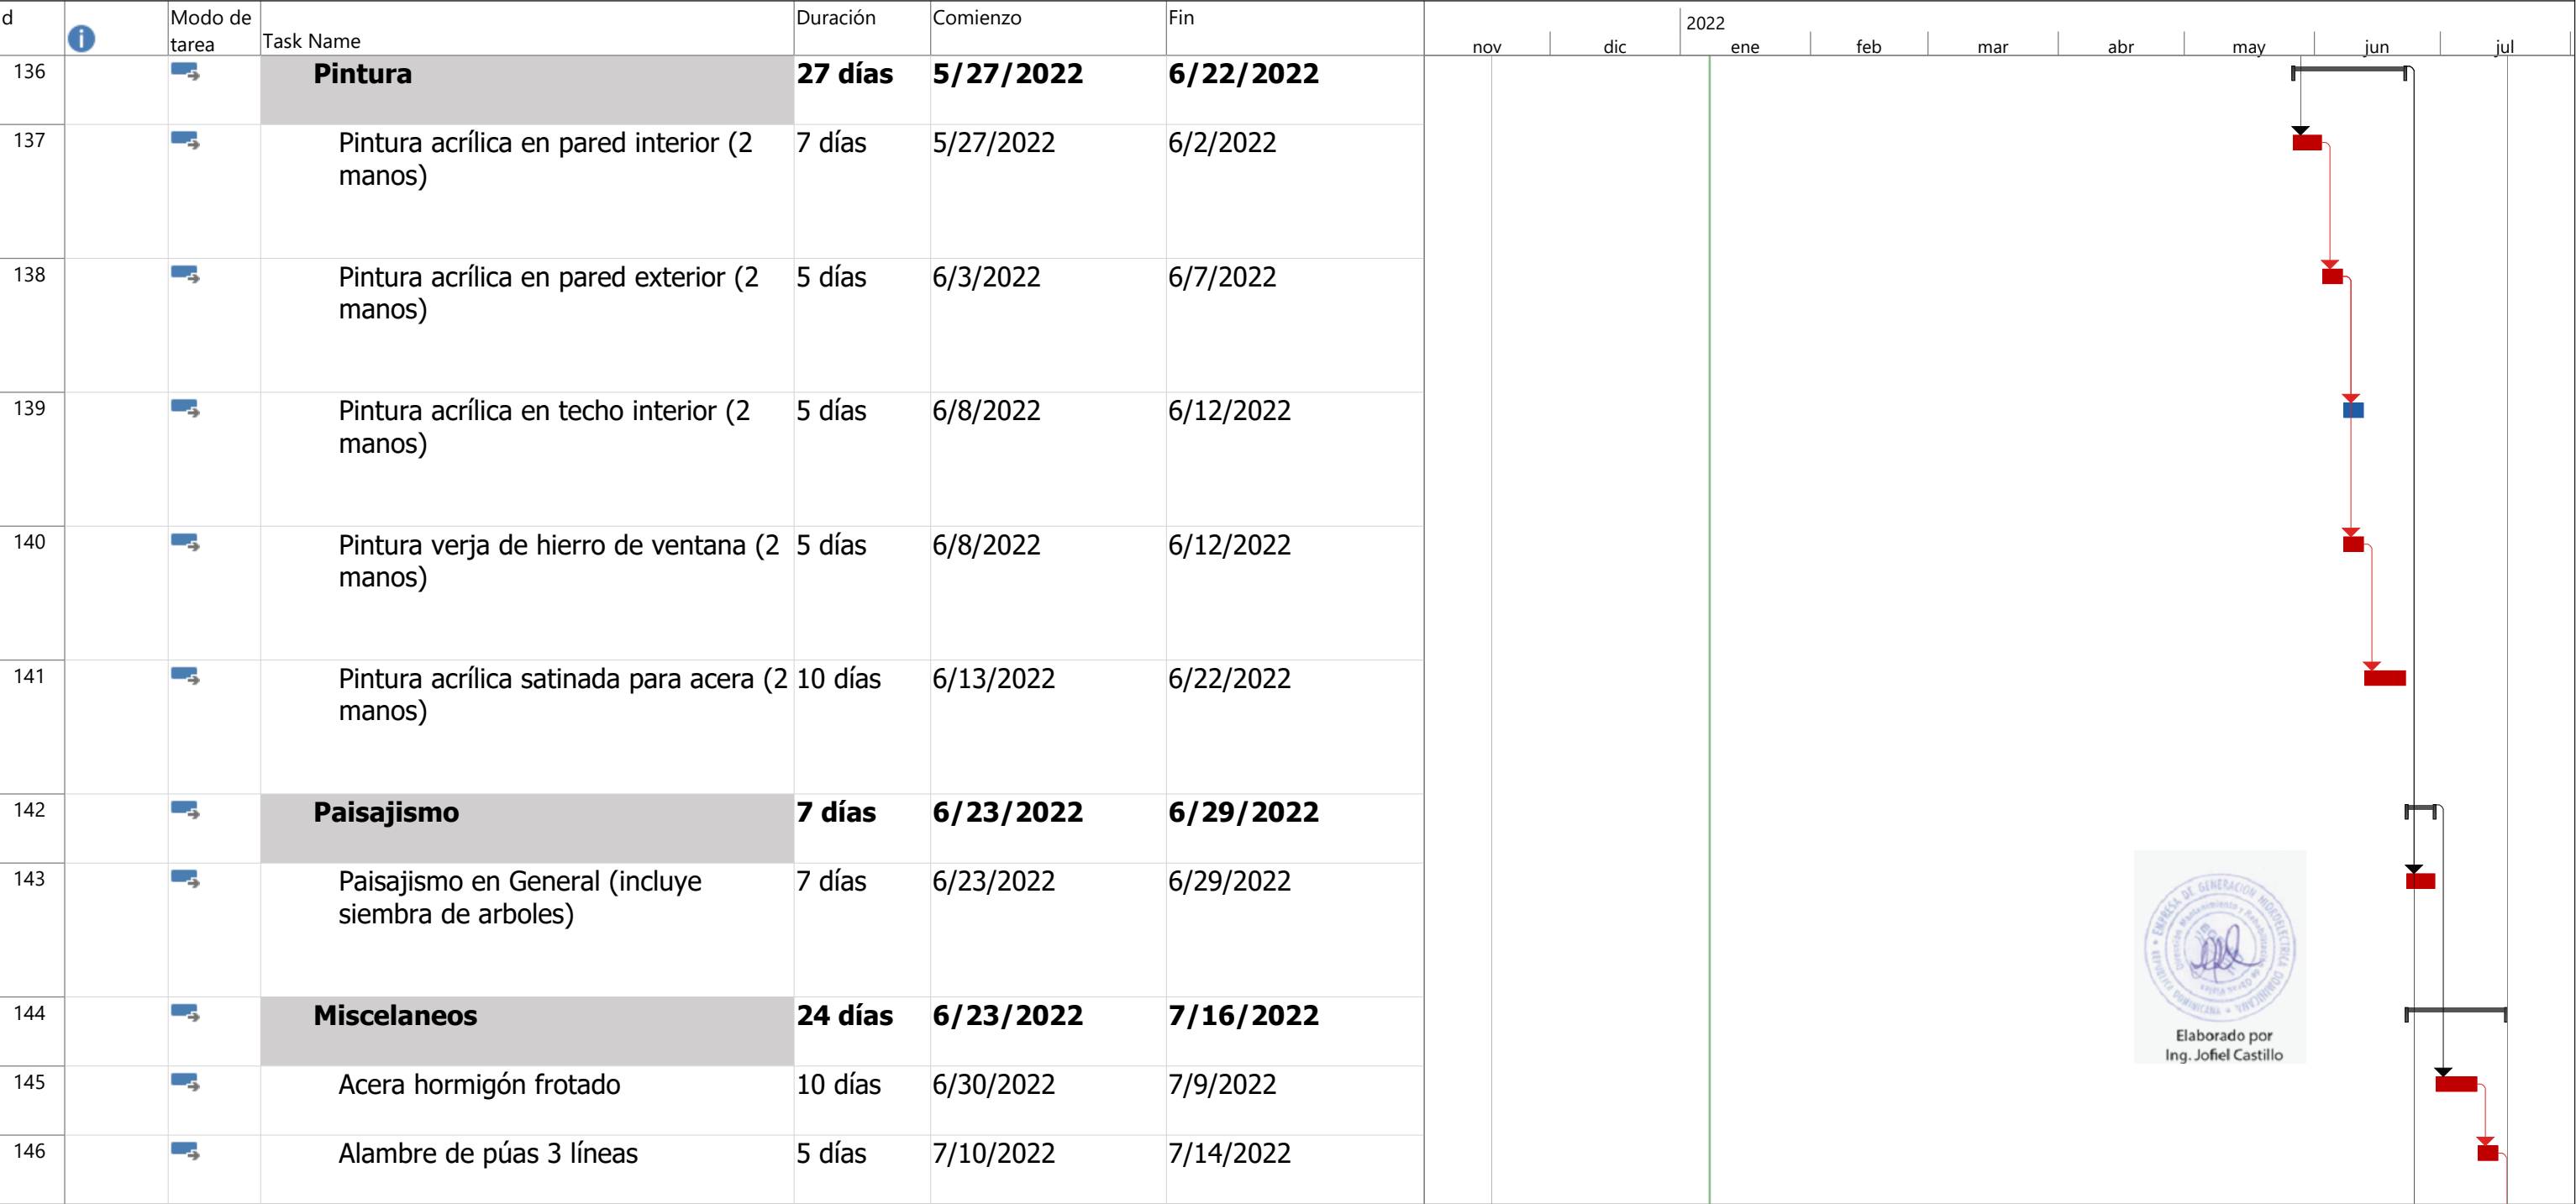 d
Modo de
tarea
Task Name
Duración
Comienzo
Fin
2022
nov dic ene feb mar abr may jun jul
136 Pintura 27 días 5/27/2022 6/22/2022
137 Pintura acrílica en pared interior (2 7 días 5/27/2022 6/2/2022
manos)
138 Pintura acrílica en pared exterior (2 5 días 6/3/2022 6/7/2022
manos)
139 Pintura acrílica en techo interior (2 5 días 6/8/2022 6/12/2022
manos)
140 Pintura verja de hierro de ventana (2 5 días 6/8/2022 6/12/2022
manos)
141 Pintura acrílica satinada para acera (2 10 días 6/13/2022 6/22/2022
manos)
142 Paisajismo 7 días 6/23/2022 6/29/2022
143 Paisajismo en General (incluye 7 días 6/23/2022 6/29/2022
siembra de arboles)
EMPRESA DE GENERACION HIDROELECTRICA DOMINICANA
REPUBLICA DOMINICANA
144 Miscelaneos 24 días 6/23/2022 7/16/2022
Elaborado por
Ing. Jofiel Castillo
145 Acera hormigón frotado 10 días 6/30/2022 7/9/2022
146 Alambre de púas 3 líneas 5 días 7/10/2022 7/14/2022